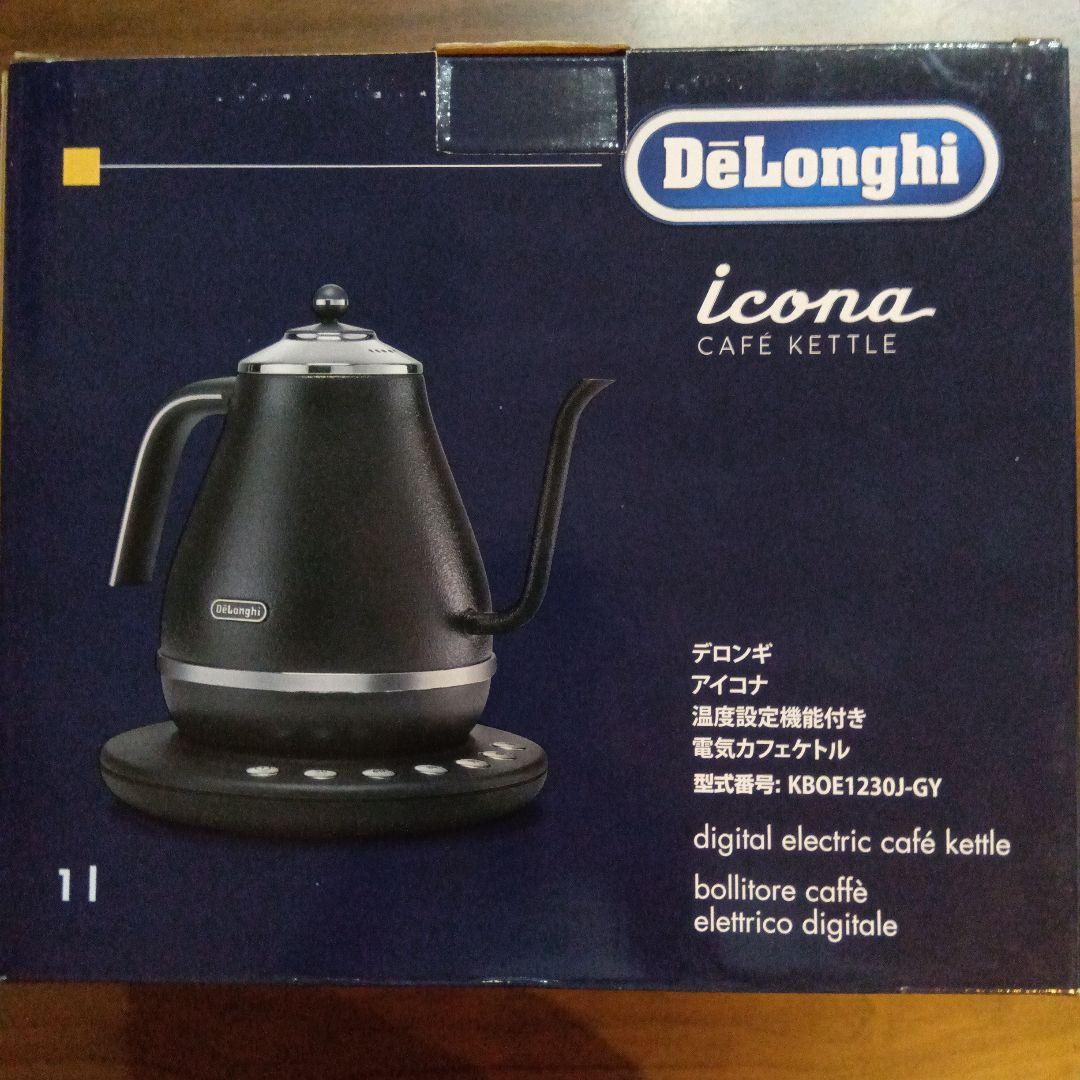 DēLonghi
icona
CAFÉ KETTLE
DēLonghi
デロンギ
アイコナ
温度設定機能付き
電気カフェケトル
型式番号: KBOE1230J-GY
digital electric café kettle
bollitore caffè
elettrico digitale
1 l